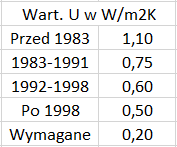 Wart. U w W/m2K
Przed 1983 1,10
1983-1991 0,75
1992-1998 0,60
Po 1998 0,50
Wymagane 0,20